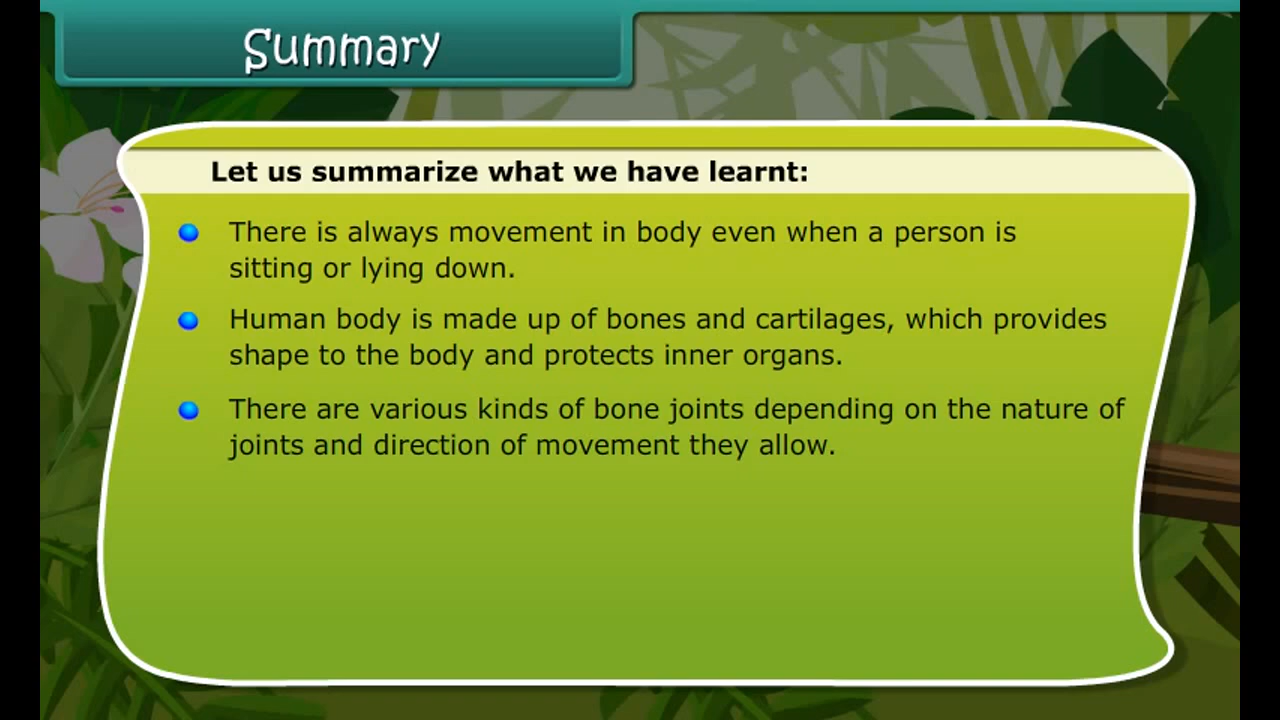 Summary
Let us summarize what we have learnt:
There is always movement in body even when a person is
sitting or lying down.
Human body is made up of bones and cartilages, which provides
shape to the body and protects inner organs.
There are various kinds of bone joints depending on the nature of
joints and direction of movement they allow.